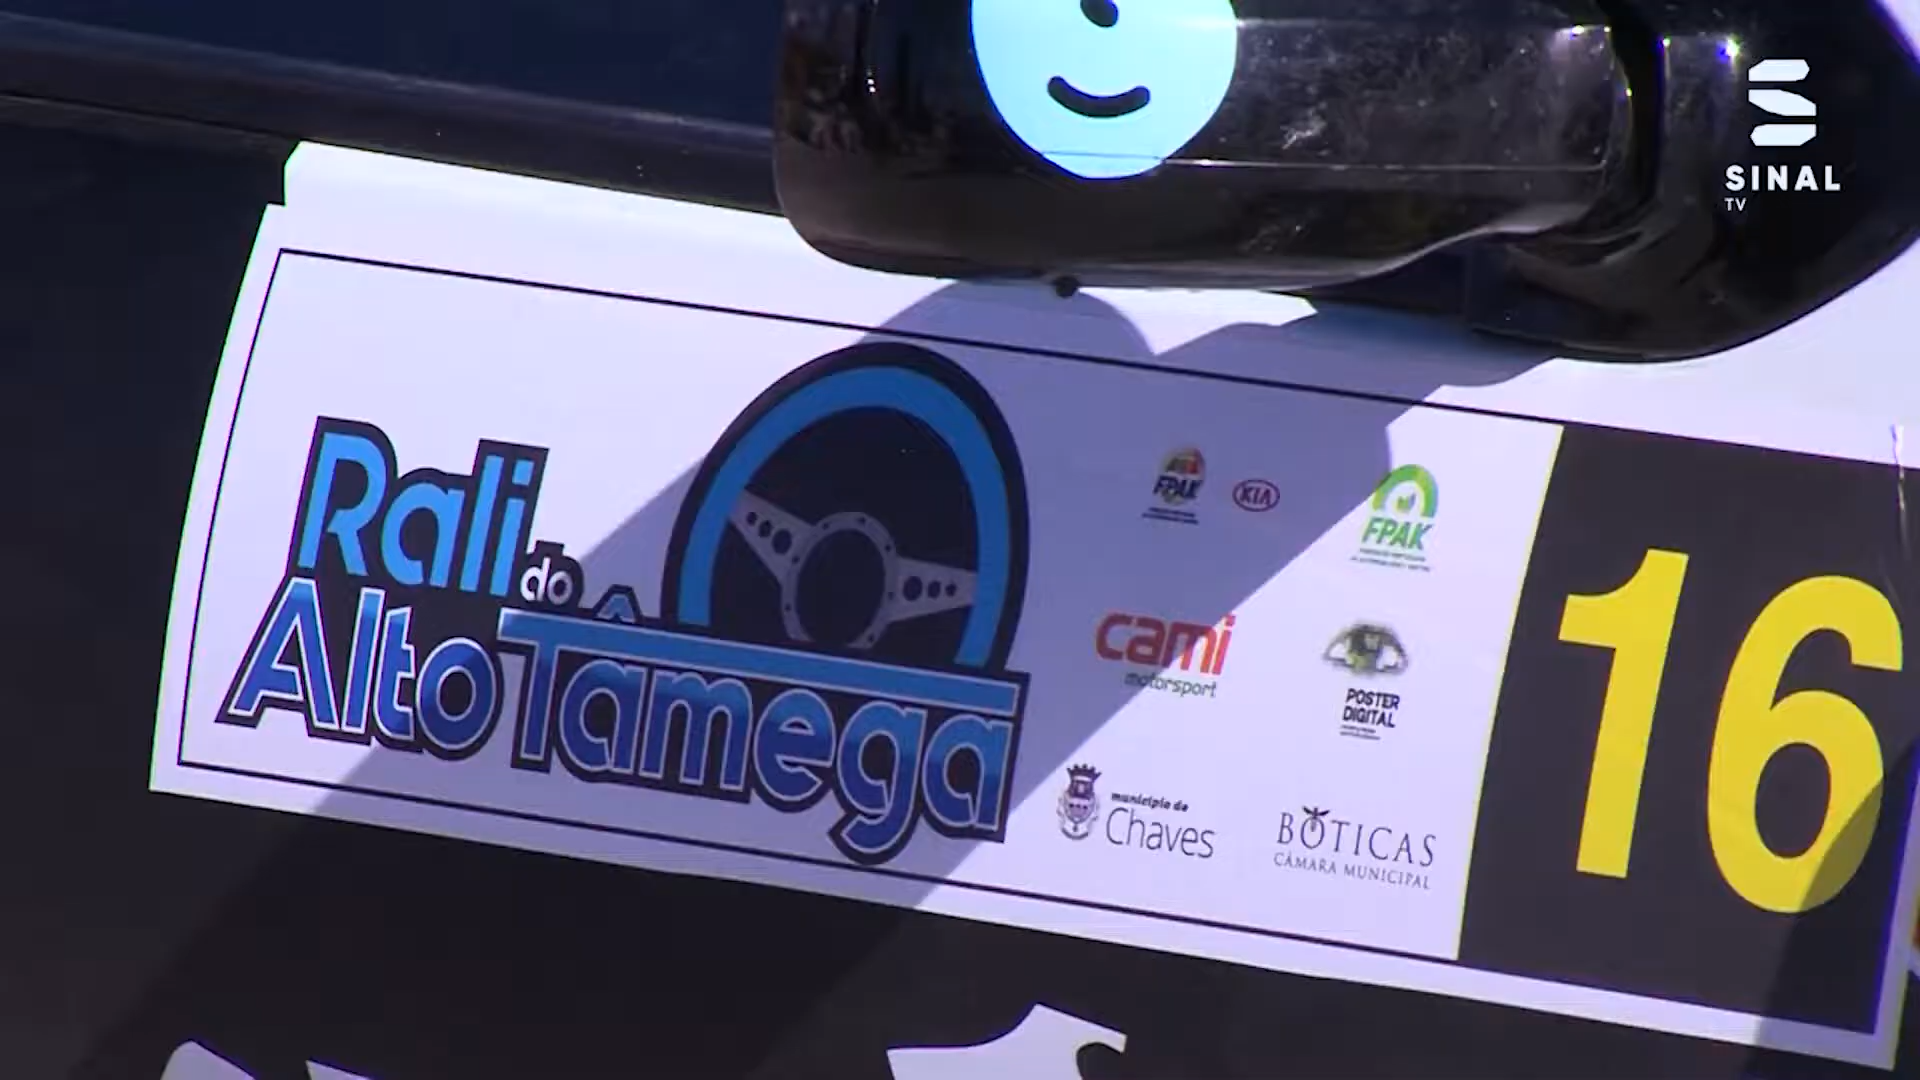 SINAL
TV
Rali
do
Alto Tâmega
FPAK
KIA
FPAK
cami
motorsport
POSTER
DIGITAL
município de
Chaves
BOTICAS
CÂMARA MUNICIPAL
16